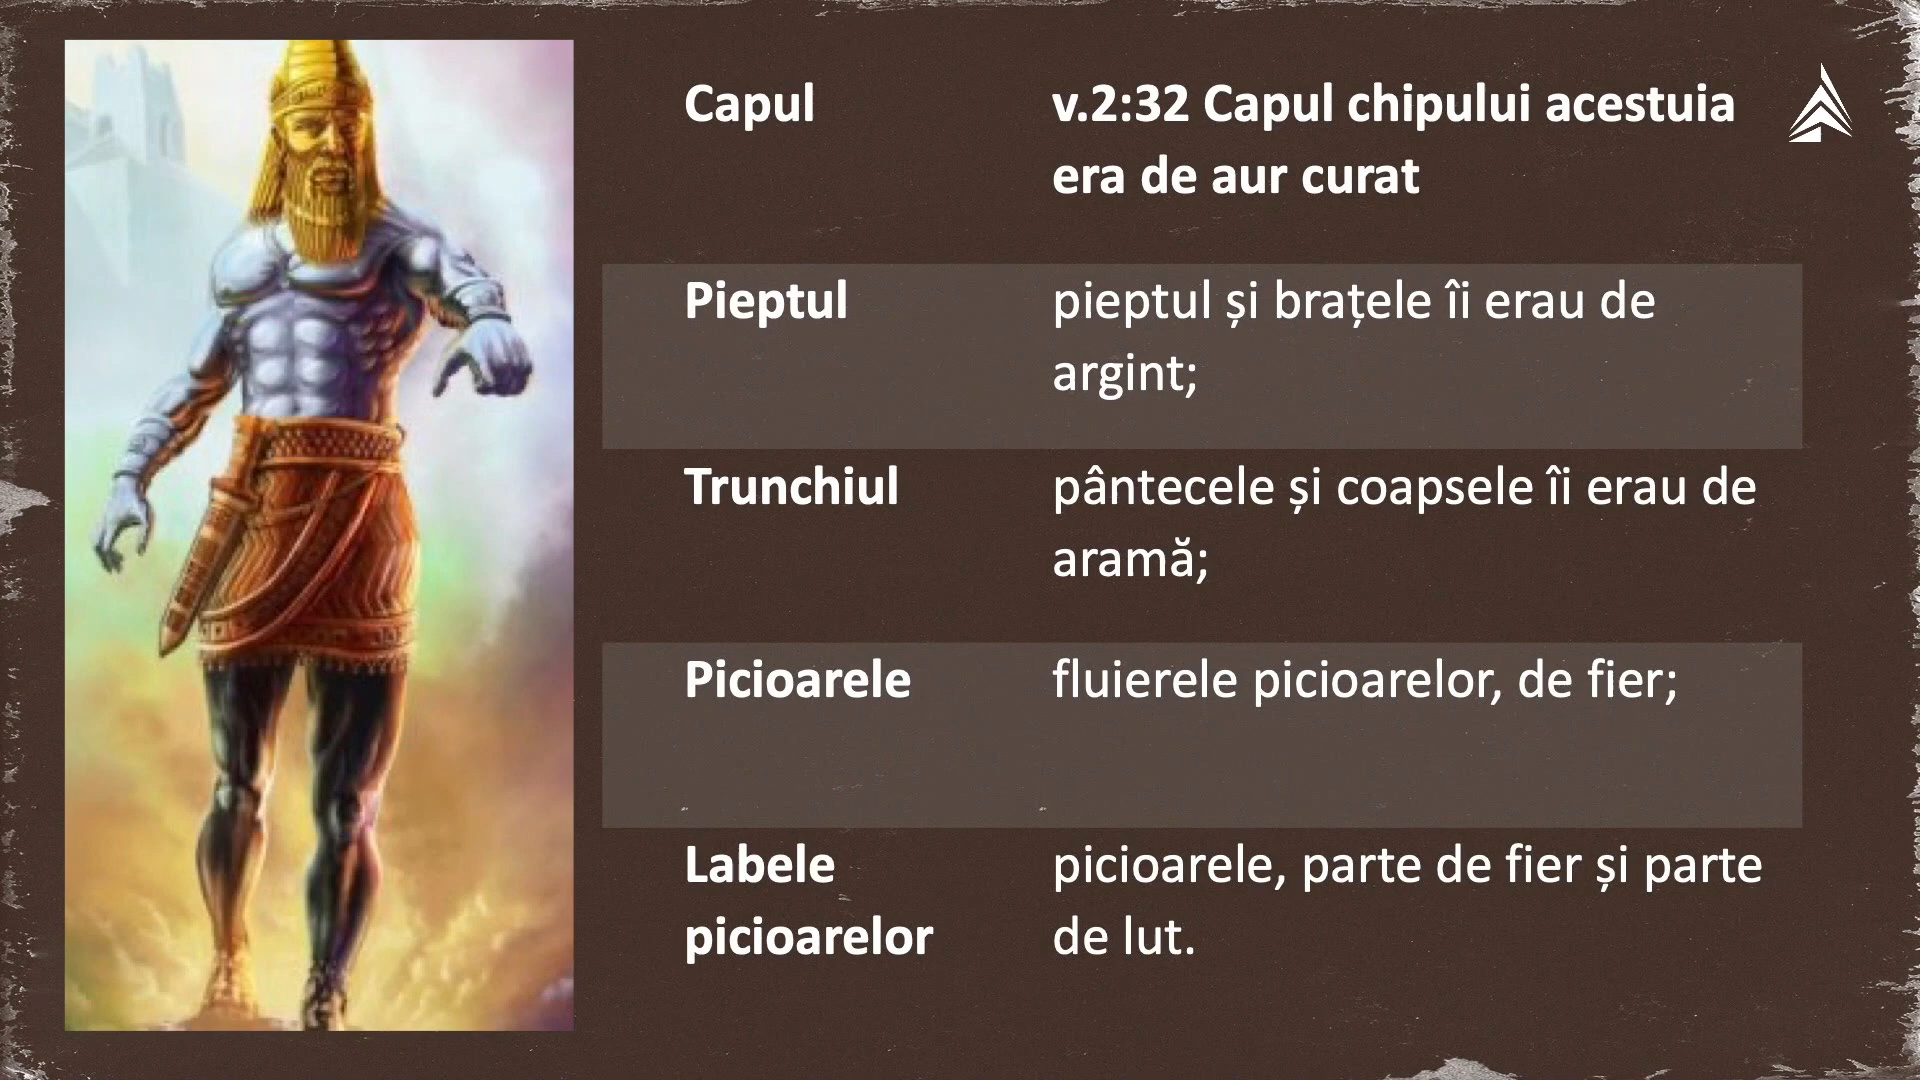 Capul
v.2:32 Capul chipului acestuia
era de aur curat
Pieptul
pieptul și brațele îi erau de
argint;
Trunchiul
pântecele și coapsele îi erau de
aramă;
Picioarele
fluierele picioarelor, de fier;
Labele
picioarelor
picioarele, parte de fier și parte
de lut.